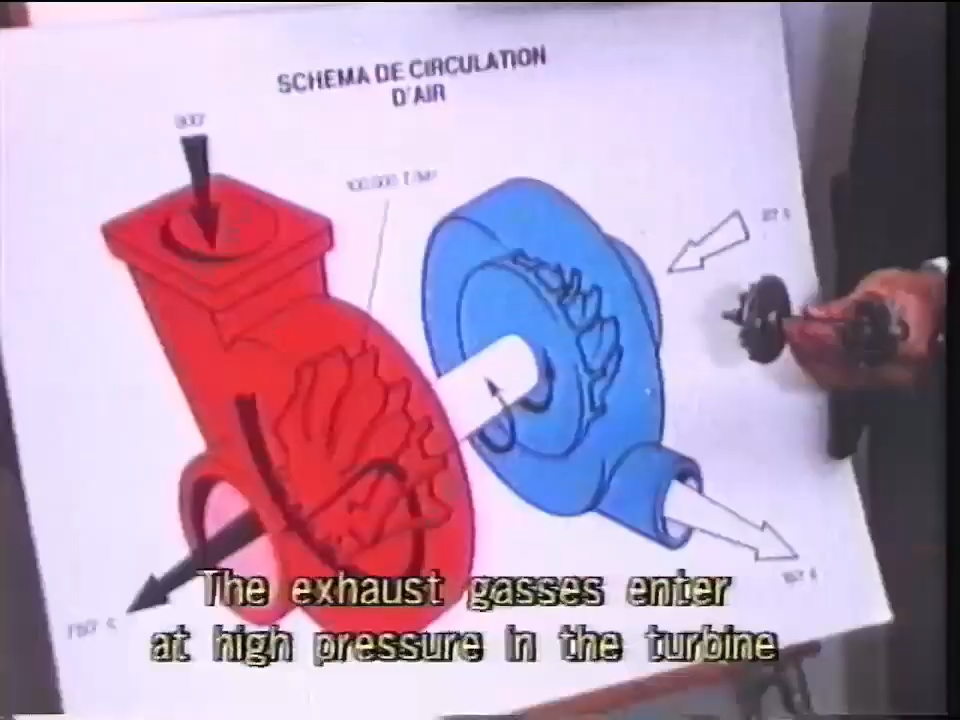 SCHEMA DE CIRCULATION
D'AIR
The exhaust gasses enter
at high pressure in the turbine